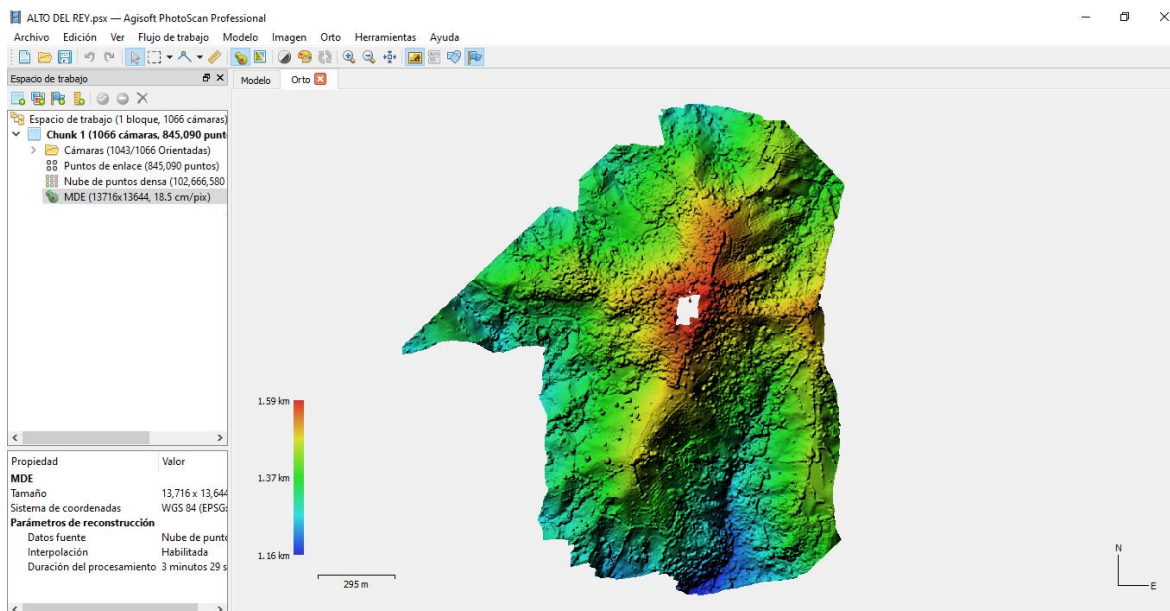 ALTO DEL REY.psx — Agisoft PhotoScan Professional
Archivo Edición Ver Flujo de trabajo Modelo Imagen Orto Herramientas Ayuda
Espacio de trabajo
Modelo Orto
Espacio de trabajo (1 bloque, 1066 cámaras)
Chunk 1 (1066 cámaras, 845,090 punt
Cámaras (1043/1066 Orientadas)
Puntos de enlace (845,090 puntos)
Nube de puntos densa (102,666,580
MDE (13716x13644, 18.5 cm/pix)
Propiedad Valor
MDE
Tamaño 13,716 x 13,644
Sistema de coordenadas WGS 84 (EPSG:
Parámetros de reconstrucción
Datos fuente Nube de punto
Interpolación Habilitada
Duración del procesamiento 3 minutos 29 s
1.59 km
1.37 km
1.16 km
295 m
N
E